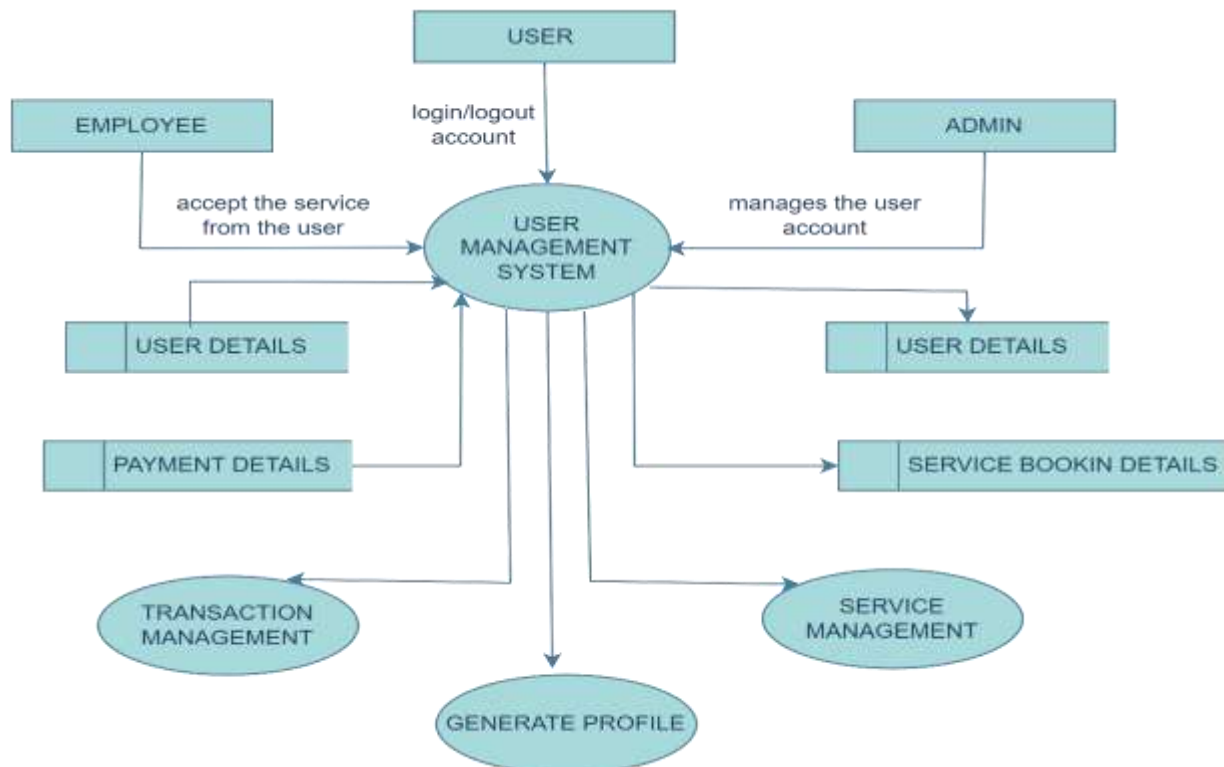 USER
login/logout
account
EMPLOYEE
ADMIN
accept the service
from the user
manages the user
account
USER
MANAGEMENT
SYSTEM
USER DETAILS
USER DETAILS
PAYMENT DETAILS
SERVICE BOOKIN DETAILS
TRANSACTION
MANAGEMENT
SERVICE
MANAGEMENT
GENERATE PROFILE